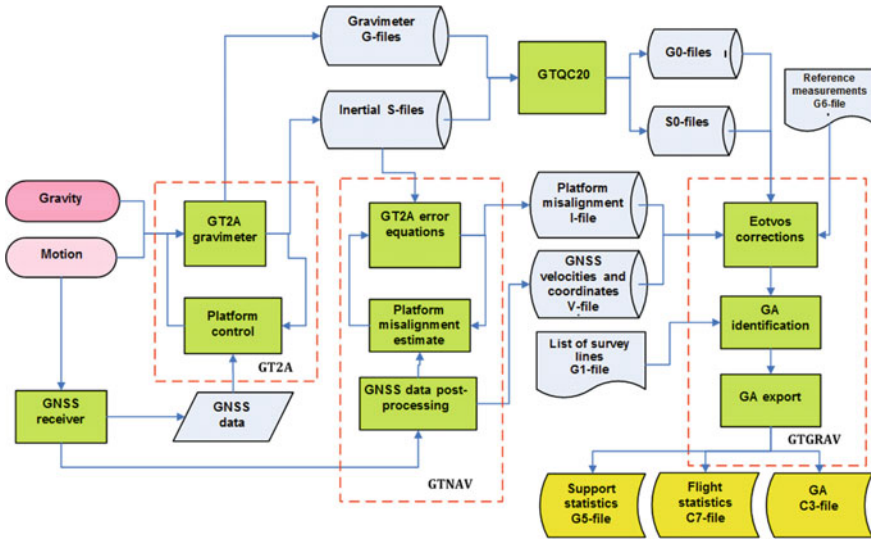 Gravimeter
G-files
GTQC20
G0-files
Reference
measurements
G6-file
Inertial S-files
S0-files
Gravity
Motion
GT2A
gravimeter
Platform
control
GT2A
GNSS
receiver
GNSS
data
GT2A error
equations
Platform
misalignment
estimate
GNSS data post-
processing
GTNAV
Platform
misalignment
I-file
GNSS
velocities and
coordinates
V-file
List of survey
lines
G1-file
Eotvos
corrections
GA
identification
GA export
GTGRAV
Support
statistics
G5-file
Flight
statistics
C7-file
GA
C3-file